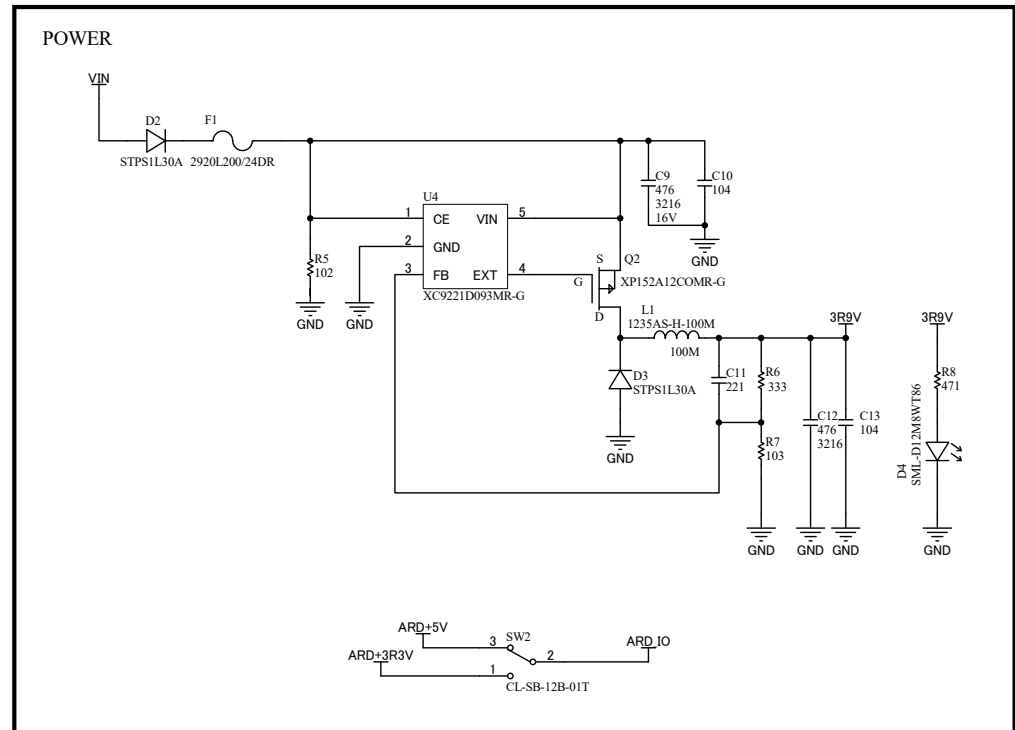 POWER
VIN
D2
F1
STPS1L30A
2920L200/24DR
C9
476
3216
16V
C10
104
GND
U4
1
CE
VIN
5
2
GND
3
FB
EXT
4
XC9221D093MR-G
R5
102
GND
GND
S
Q2
G
XP152A12COMR-G
D
L1
1235AS-H-100M
100M
3R9V
3R9V
D3
STPS1L30A
GND
C11
221
R6
333
R7
103
C12
476
3216
C13
104
R8
471
D4
SML-D12M8WT86
GND
GND
GND
GND
ARD+5V
3
SW2
ARD_IO
ARD+3R3V
2
1
CL-SB-12B-01T